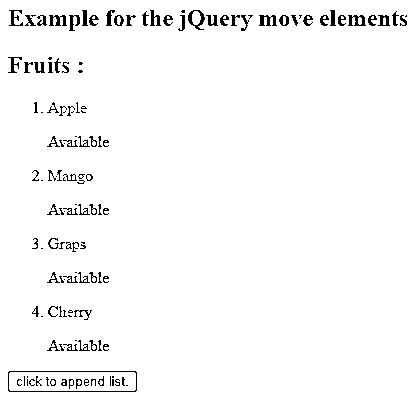 Example for the jQuery move elements
Fruits :
1. Apple
Available
2. Mango
Available
3. Graps
Available
4. Cherry
Available
click to append list.